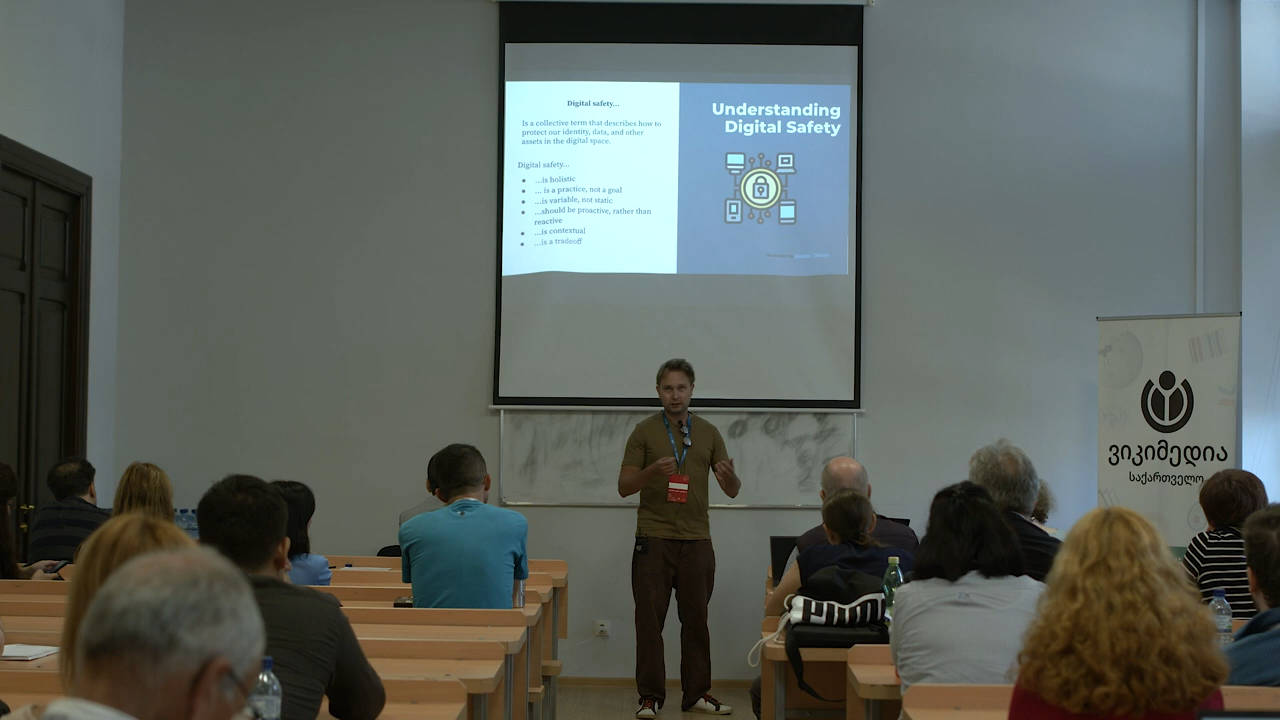 Digital safety...
Is a collective term that describes how to
protect our identity, data, and other
assets in the digital space.
Digital safety...
● ...is holistic
● ... is a practice, not a goal
● ...is variable, not static
● ...should be proactive, rather than
reactive
● ...is contextual
● ...is a tradeoff
Understanding
Digital Safety
ვიკიმედია
საქართველო